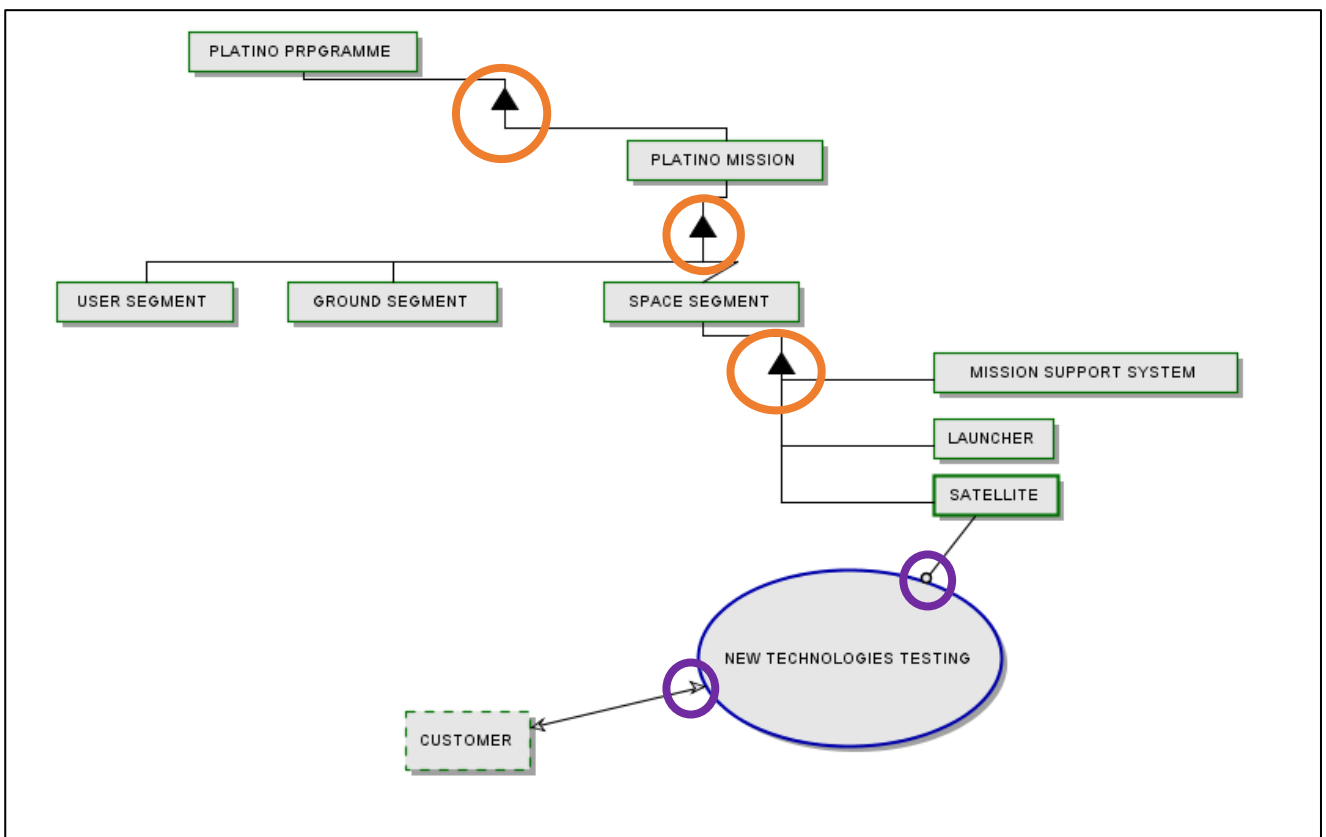 PLATINO PRPGRAMME
PLATINO MISSION
USER SEGMENT
GROUND SEGMENT
SPACE SEGMENT
MISSION SUPPORT SYSTEM
LAUNCHER
SATELLITE
NEW TECHNOLOGIES TESTING
CUSTOMER